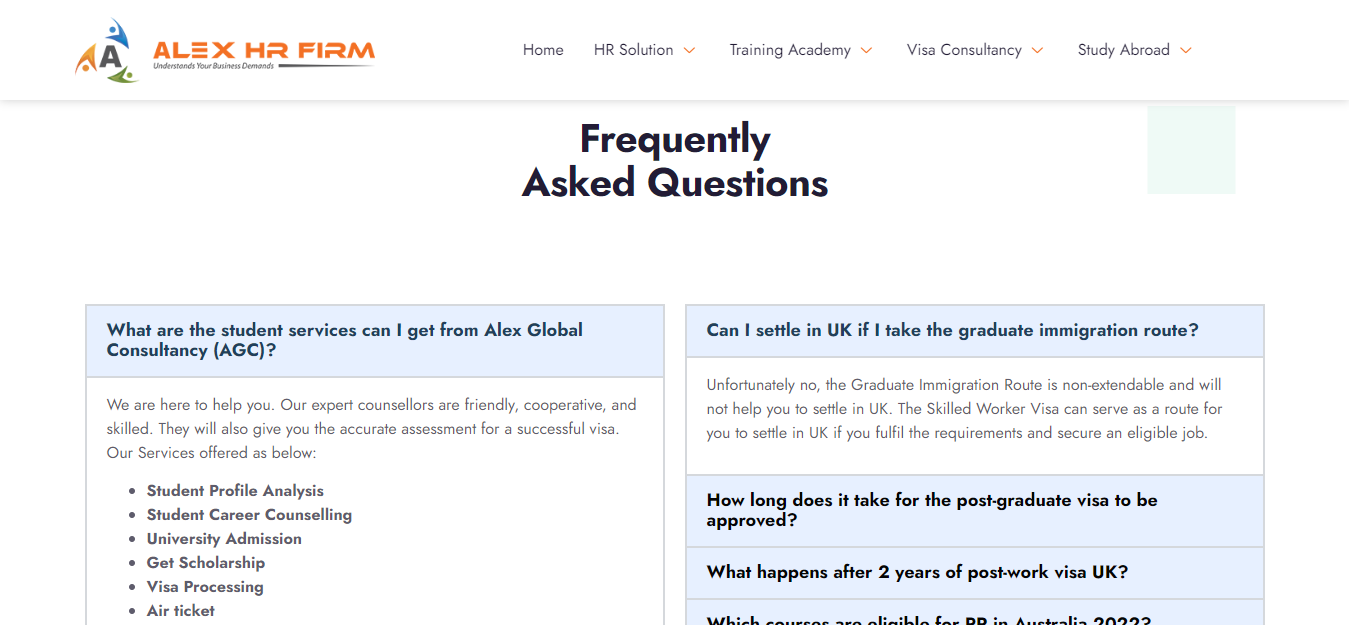 ALEX HR FIRM
Understands Your Business Demands
Home HR Solution Training Academy Visa Consultancy Study Abroad
Frequently
Asked Questions
What are the student services can I get from Alex Global
Consultancy (AGC)?
We are here to help you. Our expert counsellors are friendly, cooperative, and
skilled. They will also give you the accurate assessment for a successful visa.
Our Services offered as below:
• Student Profile Analysis
• Student Career Counselling
• University Admission
• Get Scholarship
• Visa Processing
• Air ticket
Can I settle in UK if I take the graduate immigration route?
Unfortunately no, the Graduate Immigration Route is non-extendable and will
not help you to settle in UK. The Skilled Worker Visa can serve as a route for
you to settle in UK if you fulfil the requirements and secure an eligible job.
How long does it take for the post-graduate visa to be
approved?
What happens after 2 years of post-work visa UK?
Which courses are eligible for PR in Australia 2022?